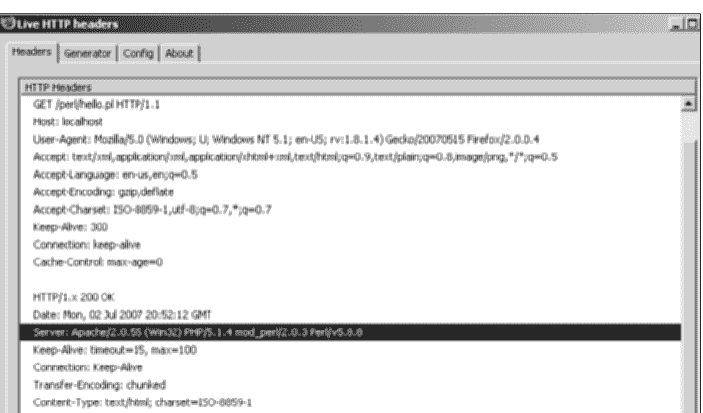 Live HTTP headers
Headers Generator Config About
HTTP Headers
GET /perl/hello.pl HTTP/1.1
Host: localhost
User-Agent: Mozilla/5.0 (Windows; U; Windows NT 5.1; en-US; rv:1.8.1.4) Gecko/20070515 Firefox/2.0.0.4
Accept: text/xml,application/xml,application/xhtml+xml,text/html;q=0.9,text/plain;q=0.8,image/png,*/*;q=0.5
Accept-Language: en-us,en;q=0.5
Accept-Encoding: gzip,deflate
Accept-Charset: ISO-8859-1,utf-8;q=0.7,*;q=0.7
Keep-Alive: 300
Connection: keep-alive
Cache-Control: max-age=0
HTTP/1.x 200 OK
Date: Mon, 02 Jul 2007 20:52:12 GMT
Server: Apache/2.0.55 (Win32) PHP/5.1.4 mod_perl/2.0.3 Perl/v5.8.8
Keep-Alive: timeout=15, max=100
Connection: Keep-Alive
Transfer-Encoding: chunked
Content-Type: text/html; charset=ISO-8859-1